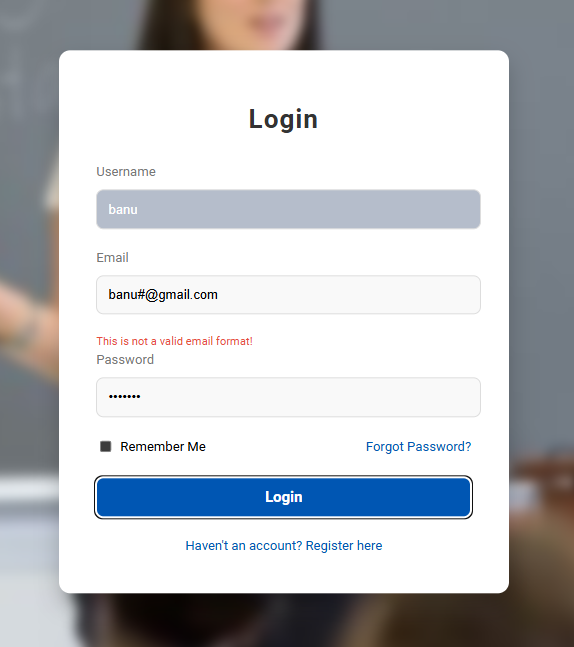 Login
Username
banu
Email
banu#@gmail.com
This is not a valid email format!
Password
•••••••
Remember Me
Forgot Password?
Login
Haven't an account? Register here